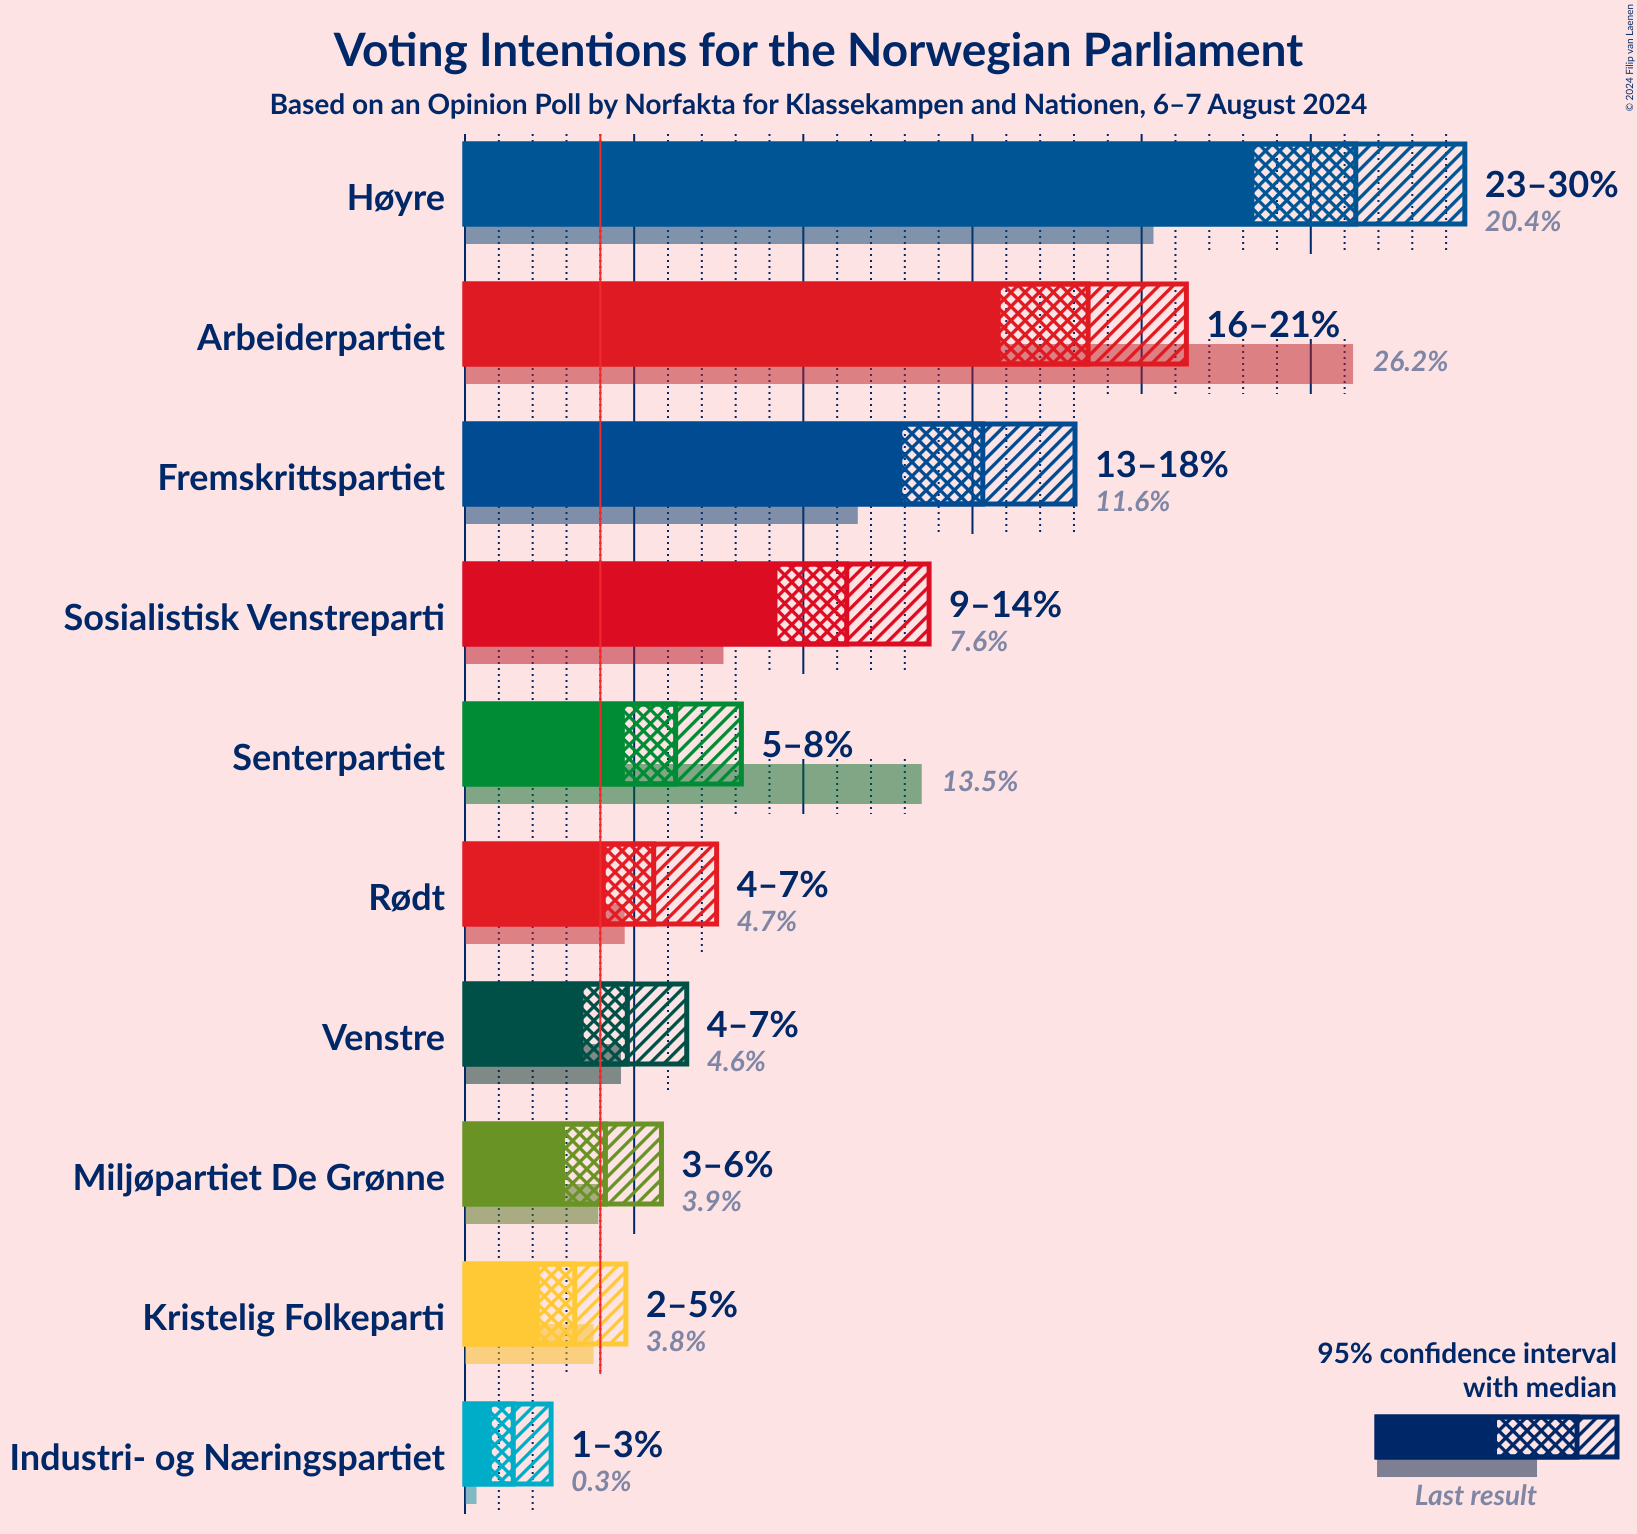 Voting Intentions for the Norwegian Parliament
Based on an Opinion Poll by Norfakta for Klassekampen and Nationen, 6–7 August 2024
© 2024 Filip van Laenen
Høyre
23–30%
20.4%
Arbeiderpartiet
16–21%
26.2%
Fremskrittspartiet
13–18%
11.6%
Sosialistisk Venstreparti
9–14%
7.6%
Senterpartiet
5–8%
13.5%
Rødt
4–7%
4.7%
Venstre
4–7%
4.6%
Miljøpartiet De Grønne
3–6%
3.9%
Kristelig Folkeparti
2–5%
3.8%
Industri- og Næringspartiet
1–3%
0.3%
95% confidence interval
with median
Last result